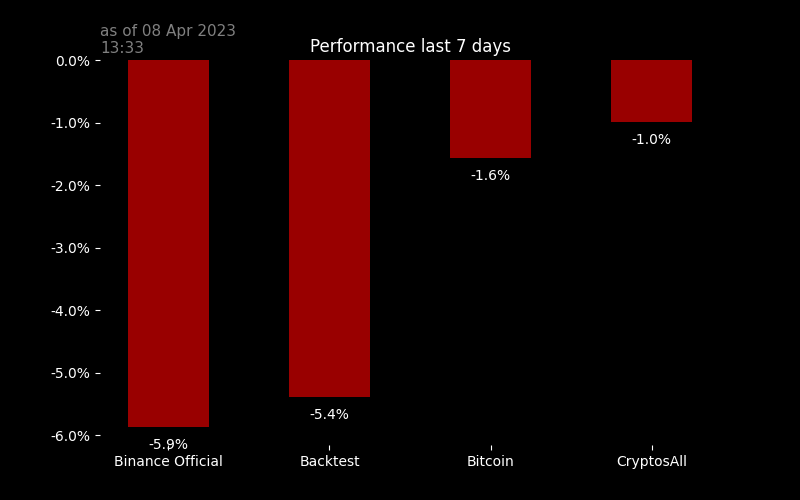 as of 08 Apr 2023
13:33
Performance last 7 days
0.0%
-1.0%
-2.0%
-3.0%
-4.0%
-5.0%
-6.0%
-5.9%
-5.4%
-1.6%
-1.0%
Binance Official
Backtest
Bitcoin
CryptosAll